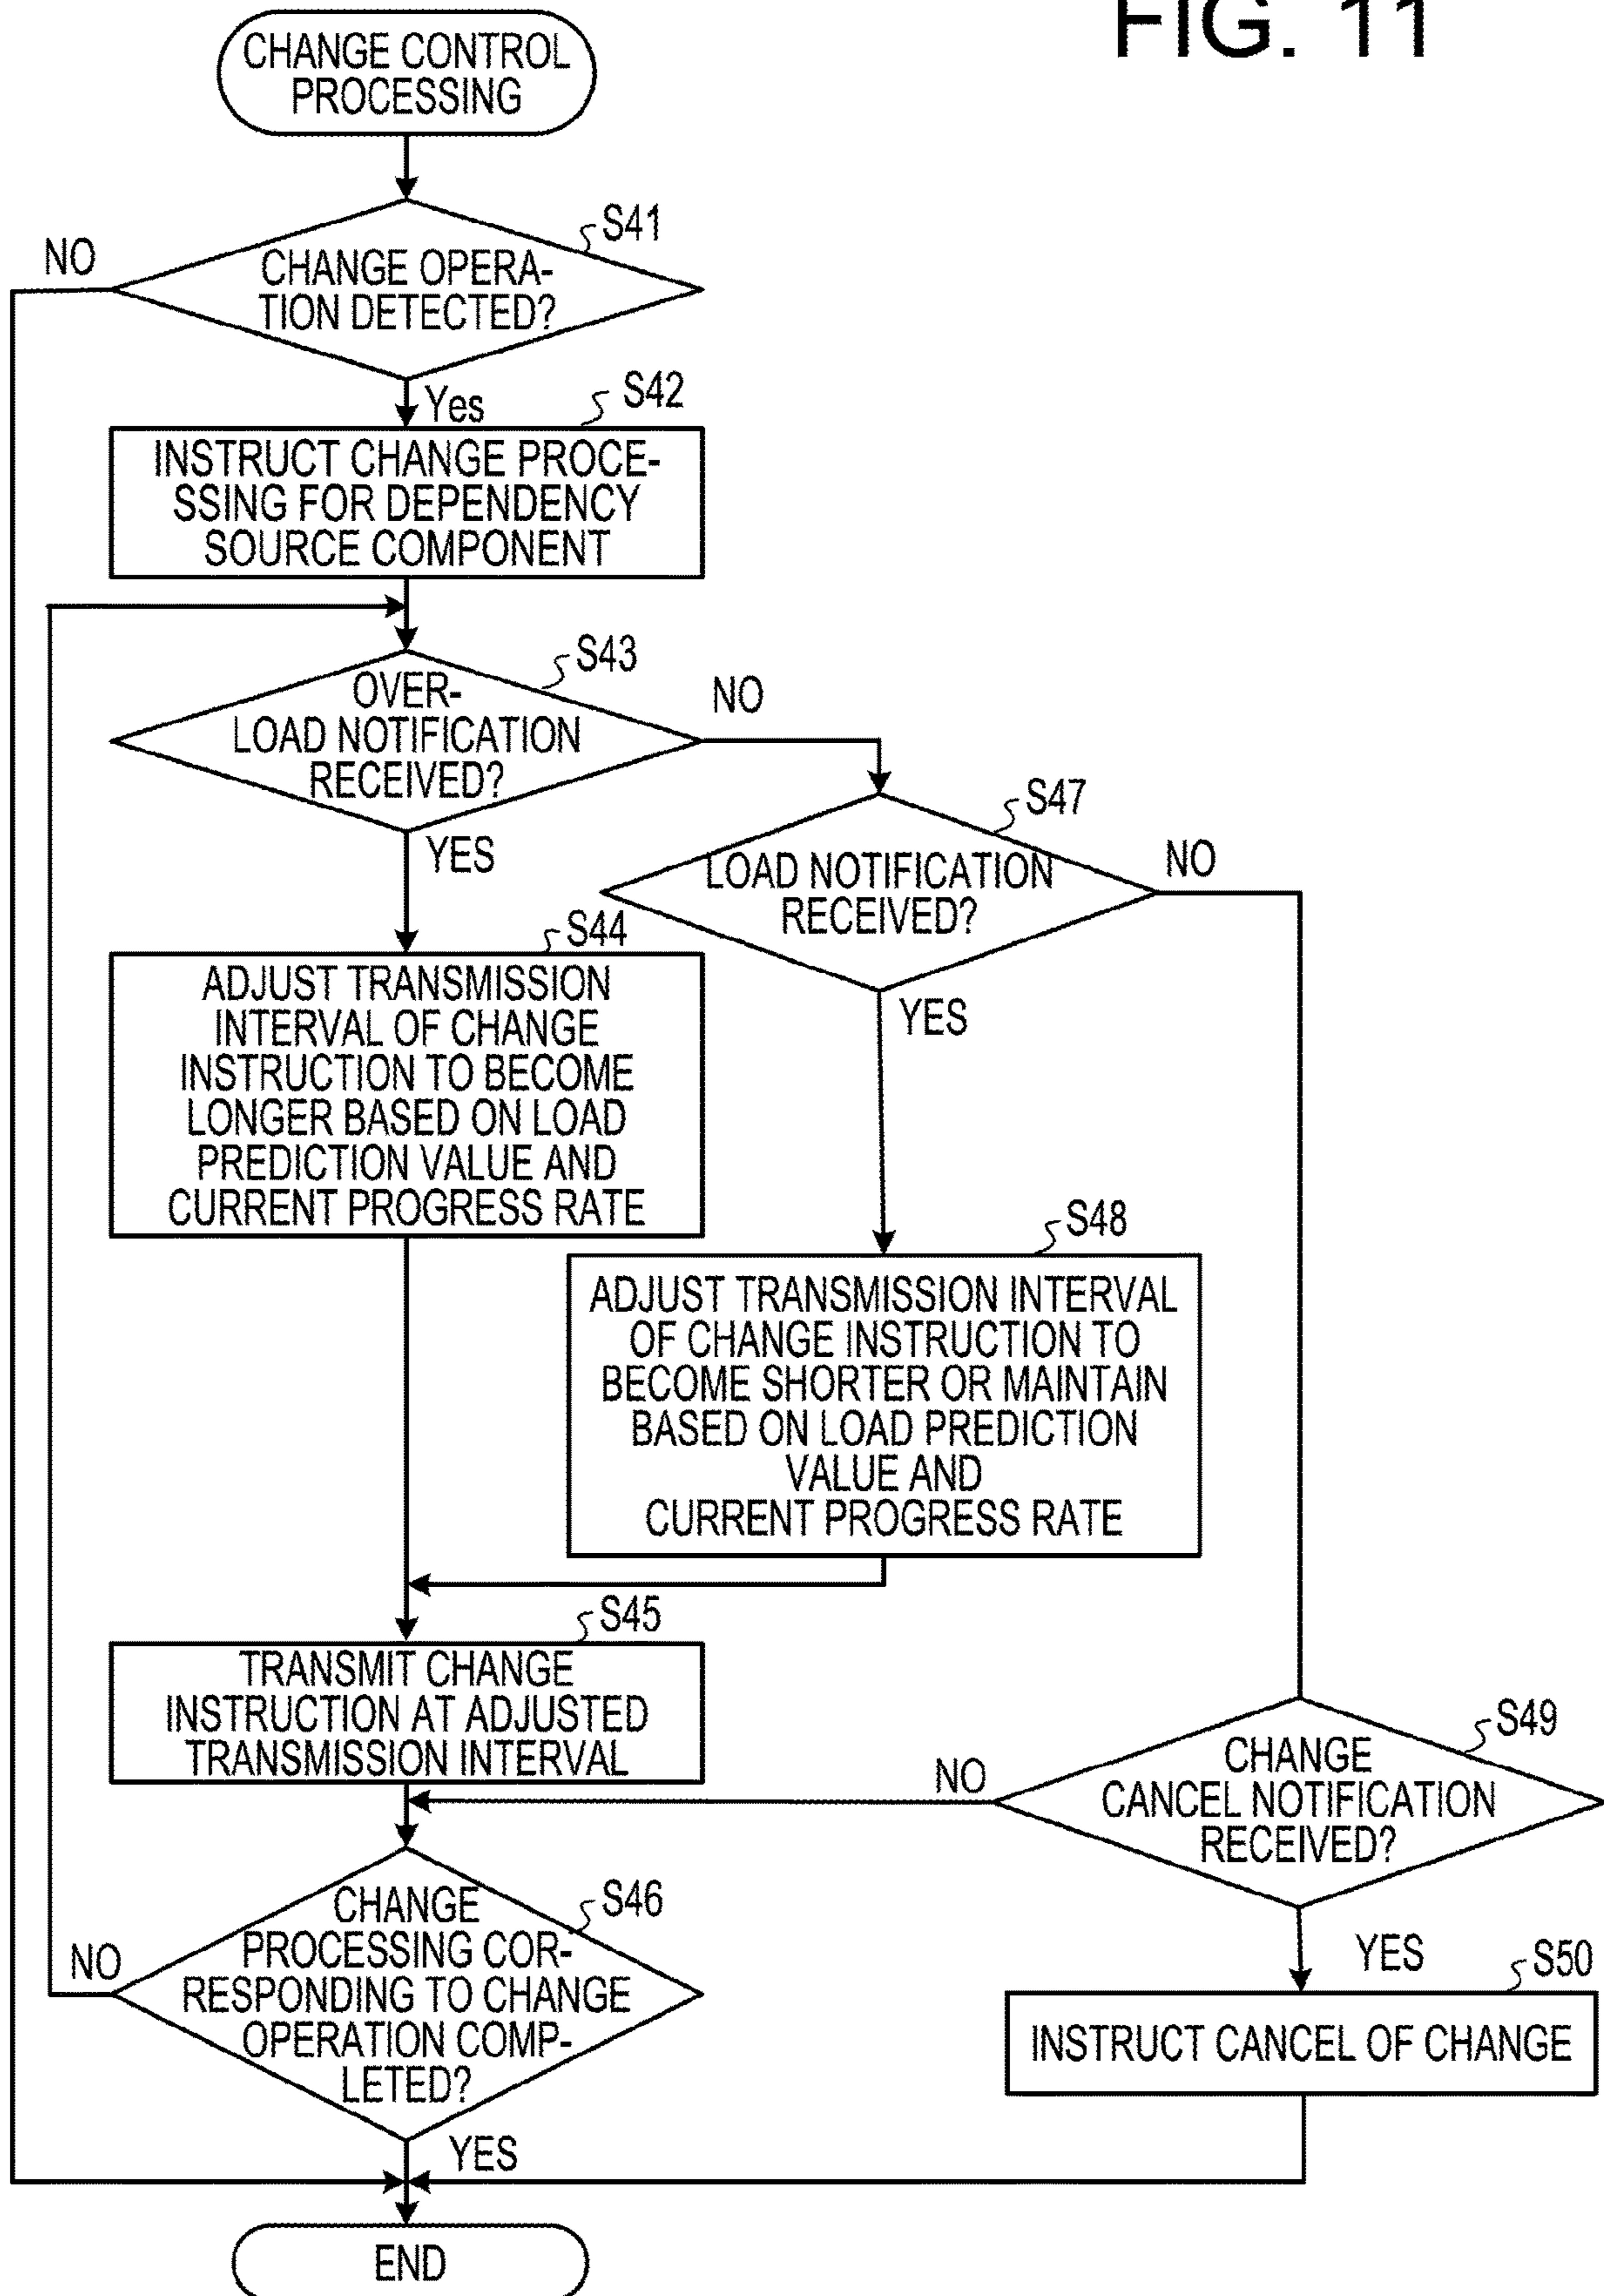 FIG. 11
CHANGE CONTROL
PROCESSING
S41
NO
CHANGE OPERA-
TION DETECTED?
Yes
S42
INSTRUCT CHANGE PROCE-
SSING FOR DEPENDENCY
SOURCE COMPONENT
S43
OVER-
LOAD NOTIFICATION
RECEIVED?
NO
YES
S47
LOAD NOTIFICATION
RECEIVED?
NO
YES
S44
ADJUST TRANSMISSION
INTERVAL OF CHANGE
INSTRUCTION TO BECOME
LONGER BASED ON LOAD
PREDICTION VALUE AND
CURRENT PROGRESS RATE
S48
ADJUST TRANSMISSION INTERVAL
OF CHANGE INSTRUCTION TO
BECOME SHORTER OR MAINTAIN
BASED ON LOAD PREDICTION
VALUE AND
CURRENT PROGRESS RATE
S45
TRANSMIT CHANGE
INSTRUCTION AT ADJUSTED
TRANSMISSION INTERVAL
S49
CHANGE
CANCEL NOTIFICATION
RECEIVED?
NO
YES
S46
CHANGE
PROCESSING COR-
RESPONDING TO CHANGE
OPERATION COMP-
LETED?
NO
YES
S50
INSTRUCT CANCEL OF CHANGE
END